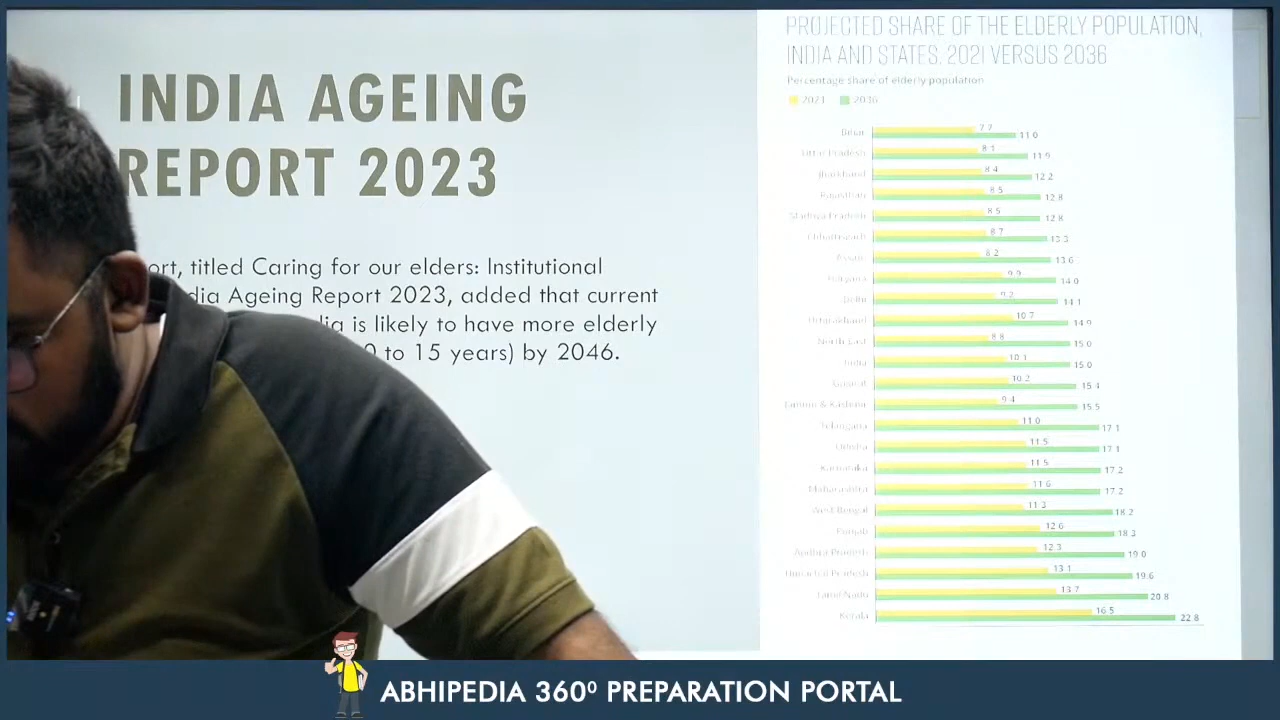 INDIA AGEING
REPORT 2023
ort, titled Caring for our elders: Institutional
dia Ageing Report 2023, added that current
dia is likely to have more elderly
0 to 15 years) by 2046.
PROJECTED SHARE OF THE ELDERLY POPULATION,
INDIA AND STATES, 2021 VERSUS 2036
Percentage share of elderly population
2021 2036
Bihar 7.7 11.0
Uttar Pradesh 8.1 11.9
Jharkhand 8.4 12.2
Rajasthan 8.5 12.8
Madhya Pradesh 8.5 12.8
Chhattisgarh 8.7 13.3
Assam 8.2 13.6
Haryana 9.9 14.0
Delhi 9.2 14.1
Uttarakhand 10.7 14.9
North East 8.8 15.0
India 10.1 15.0
Gujarat 10.2 15.4
Jammu & Kashmir 9.4 15.5
Telangana 11.0 17.1
Odisha 11.5 17.1
Karnataka 11.5 17.2
Maharashtra 11.6 17.2
West Bengal 11.3 18.2
Punjab 12.6 18.3
Andhra Pradesh 12.3 19.0
Himachal Pradesh 13.1 19.6
Tamil Nadu 13.7 20.8
Kerala 16.5 22.8
ABHIPEDIA 360⁰ PREPARATION PORTAL